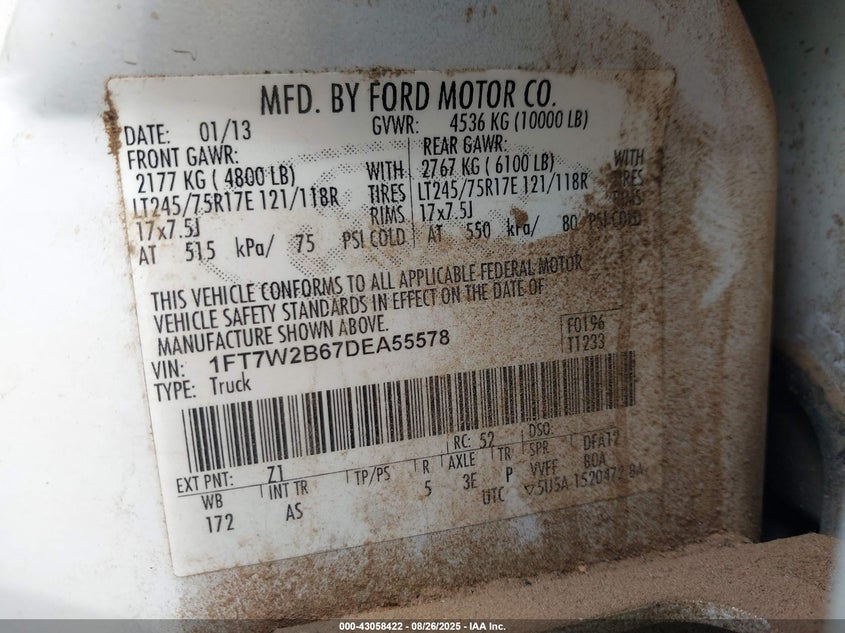 MFD. BY FORD MOTOR CO.
DATE: 01/13 GVWR: 4536 KG (10000 LB)
FRONT GAWR: REAR GAWR:
2177 KG ( 4800 LB) WITH 2767 KG ( 6100 LB) WITH
LT245/75R17E 121/118R TIRES LT245/75R17E 121/118R TIRES
17x7.5J RIMS 17x7.5J RIMS
AT 515 kPa/ 75 PSI COLD AT 550 kPa/ 80 PSI COLD
THIS VEHICLE CONFORMS TO ALL APPLICABLE FEDERAL MOTOR
VEHICLE SAFETY STANDARDS IN EFFECT ON THE DATE OF
MANUFACTURE SHOWN ABOVE.
VIN: 1FT7W2B67DEA55578 F0196
TYPE: Truck T1233
EXT PNT: Z1 RC: 52 DSO:
WB INT TR TP/PS R AXLE TR SPR DFA12
172 AS 5 3E P VVFF BOA
UTC ▽5U5A
000-43058422 - 08/26/2025 - IAA Inc.